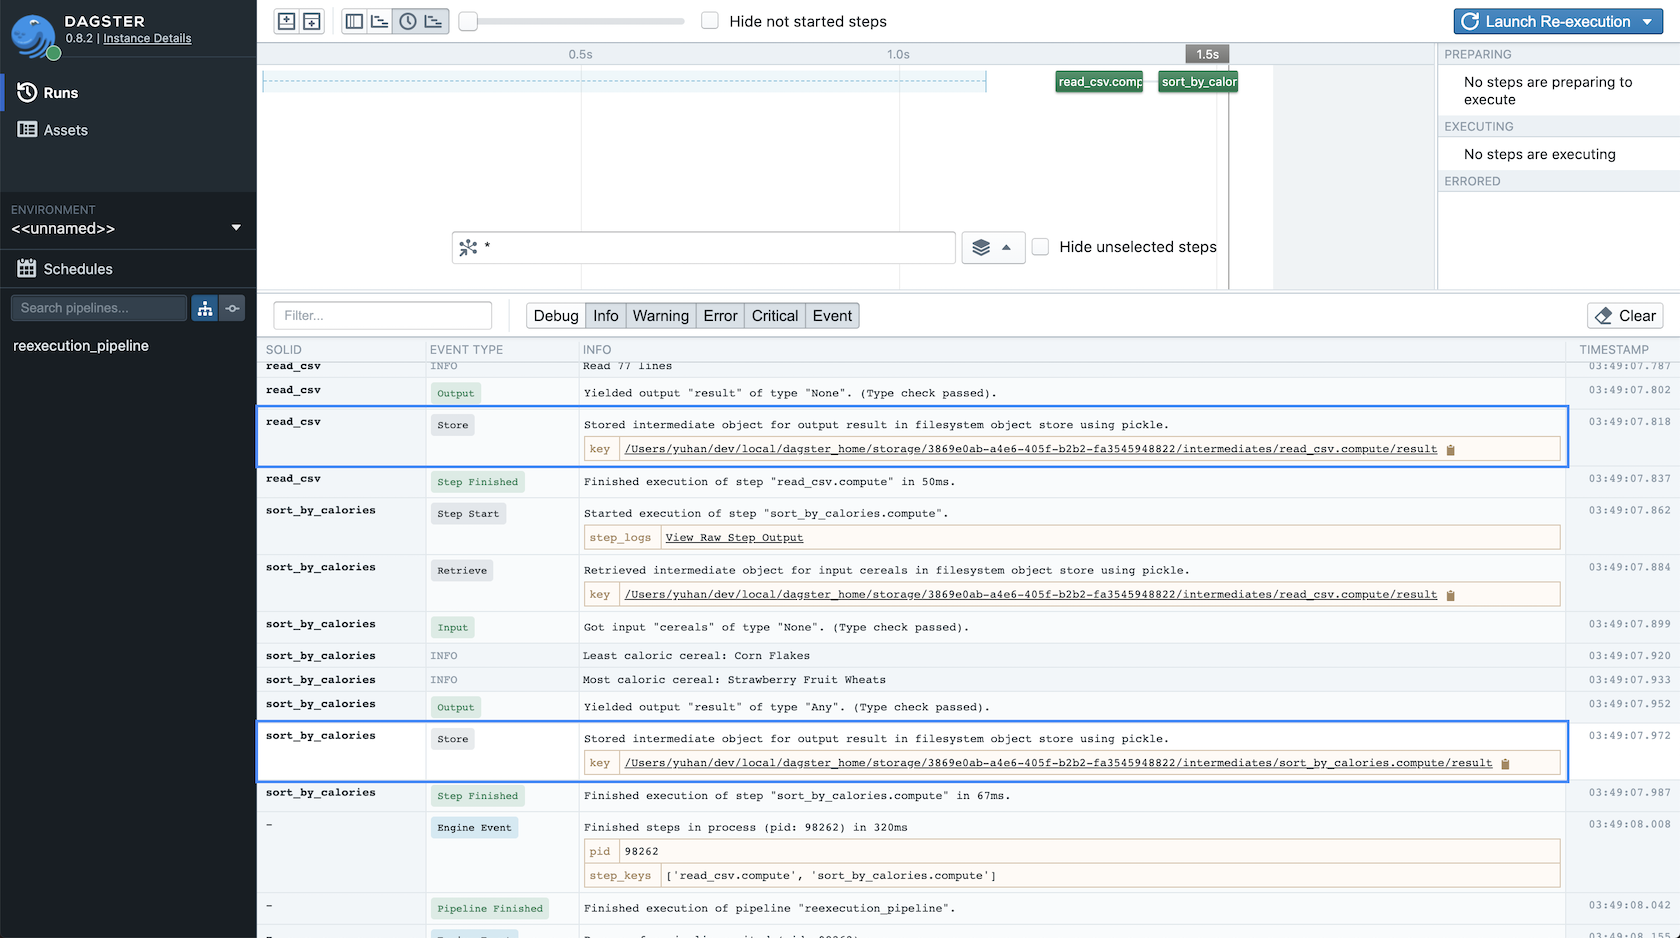 DAGSTER
0.8.2 | Instance Details
Runs
Assets
ENVIRONMENT
<<unnamed>>
Schedules
Search pipelines...
reexecution_pipeline
Hide not started steps
Launch Re-execution
0.5s
1.0s
1.5s
read_csv.comp
sort_by_calor
*
Hide unselected steps
PREPARING
No steps are preparing to
execute
EXECUTING
No steps are executing
ERRORED
Filter...
Debug Info Warning Error Critical Event
Clear
SOLID EVENT TYPE INFO TIMESTAMP
read_csv INFO Read 77 lines 03:49:07.787
read_csv Output Yielded output "result" of type "None". (Type check passed). 03:49:07.802
read_csv Store Stored intermediate object for output result in filesystem object store using pickle. 03:49:07.818
key /Users/yuhan/dev/local/dagster_home/storage/3869e0ab-a4e6-405f-b2b2-fa3545948822/intermediates/read_csv.compute/result
read_csv Step Finished Finished execution of step "read_csv.compute" in 50ms. 03:49:07.837
sort_by_calories Step Start Started execution of step "sort_by_calories.compute". 03:49:07.862
step_logs View Raw Step Output
sort_by_calories Retrieve Retrieved intermediate object for input cereals in filesystem object store using pickle. 03:49:07.884
key /Users/yuhan/dev/local/dagster_home/storage/3869e0ab-a4e6-405f-b2b2-fa3545948822/intermediates/read_csv.compute/result
sort_by_calories Input Got input "cereals" of type "None". (Type check passed). 03:49:07.899
sort_by_calories INFO Least caloric cereal: Corn Flakes 03:49:07.920
sort_by_calories INFO Most caloric cereal: Strawberry Fruit Wheats 03:49:07.933
sort_by_calories Output Yielded output "result" of type "Any". (Type check passed). 03:49:07.952
sort_by_calories Store Stored intermediate object for output result in filesystem object store using pickle. 03:49:07.972
key /Users/yuhan/dev/local/dagster_home/storage/3869e0ab-a4e6-405f-b2b2-fa3545948822/intermediates/sort_by_calories.compute/result
sort_by_calories Step Finished Finished execution of step "sort_by_calories.compute" in 67ms. 03:49:07.987
- Engine Event Finished steps in process (pid: 98262) in 320ms 03:49:08.008
pid 98262
step_keys ['read_csv.compute', 'sort_by_calories.compute']
- Pipeline Finished Finished execution of pipeline "reexecution_pipeline". 03:49:08.042